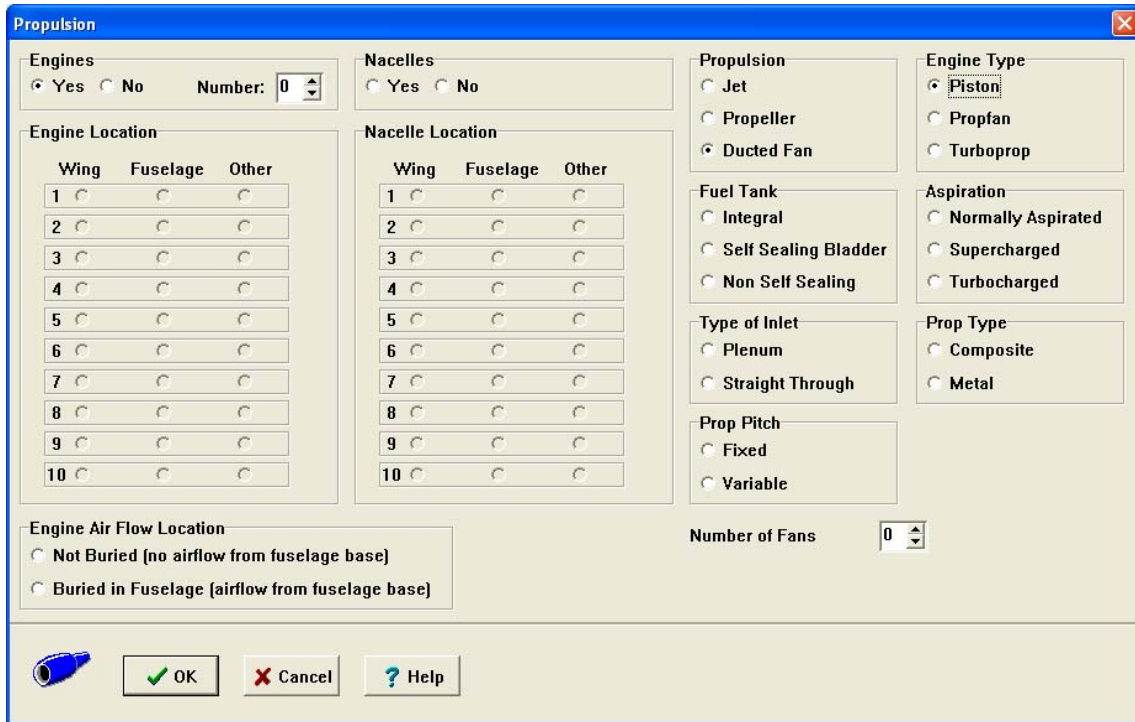 Propulsion
Engines
Yes No Number: 0
Nacelles
Yes No
Engine Location
Wing Fuselage Other
1
2
3
4
5
6
7
8
9
10
Nacelle Location
Wing Fuselage Other
1
2
3
4
5
6
7
8
9
10
Propulsion
Jet
Propeller
Ducted Fan
Engine Type
Piston
Propfan
Turboprop
Fuel Tank
Integral
Self Sealing Bladder
Non Self Sealing
Aspiration
Normally Aspirated
Supercharged
Turbocharged
Type of Inlet
Plenum
Straight Through
Prop Type
Composite
Metal
Prop Pitch
Fixed
Variable
Engine Air Flow Location
Not Buried (no airflow from fuselage base)
Buried in Fuselage (airflow from fuselage base)
Number of Fans 0
OK Cancel ? Help